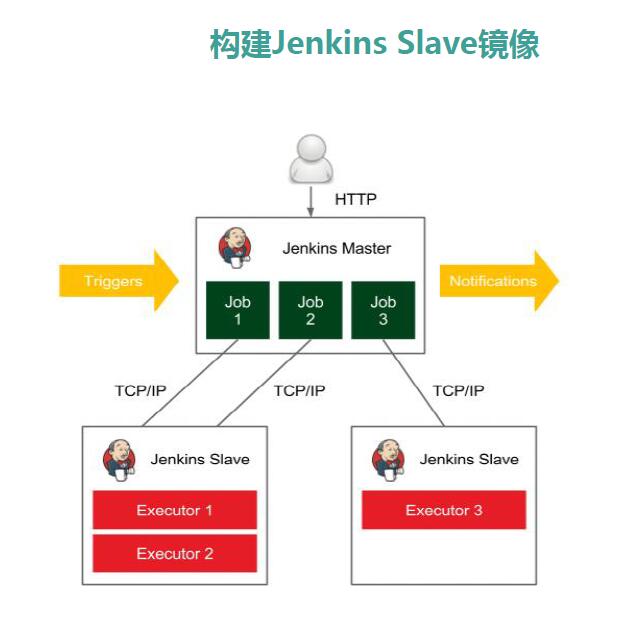 构建Jenkins Slave镜像
HTTP
Jenkins Master
Triggers
Job
1
Job
2
Job
3
Notifications
TCP/IP
TCP/IP
TCP/IP
Jenkins Slave
Executor 1
Executor 2
Jenkins Slave
Executor 3